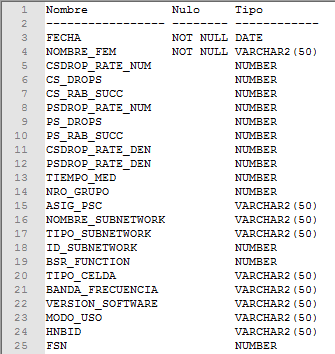 1 Nombre Nulo Tipo
2 ----------------- -------- ------------
3 FECHA NOT NULL DATE
4 NOMBRE_FEM NOT NULL VARCHAR2(50)
5 CSDROP_RATE_NUM NUMBER
6 CS_DROPS NUMBER
7 CS_RAB_SUCC NUMBER
8 PSDROP_RATE_NUM NUMBER
9 PS_DROPS NUMBER
10 PS_RAB_SUCC NUMBER
11 CSDROP_RATE_DEN NUMBER
12 PSDROP_RATE_DEN NUMBER
13 TIEMPO_MED NUMBER
14 NRO_GRUPO NUMBER
15 ASIG_PSC VARCHAR2(50)
16 NOMBRE_SUBNETWORK VARCHAR2(50)
17 TIPO_SUBNETWORK VARCHAR2(50)
18 ID_SUBNETWORK NUMBER
19 BSR_FUNCTION NUMBER
20 TIPO_CELDA VARCHAR2(50)
21 BANDA_FRECUENCIA VARCHAR2(50)
22 VERSION_SOFTWARE VARCHAR2(50)
23 MODO_USO VARCHAR2(50)
24 HNBID VARCHAR2(50)
25 FSN NUMBER